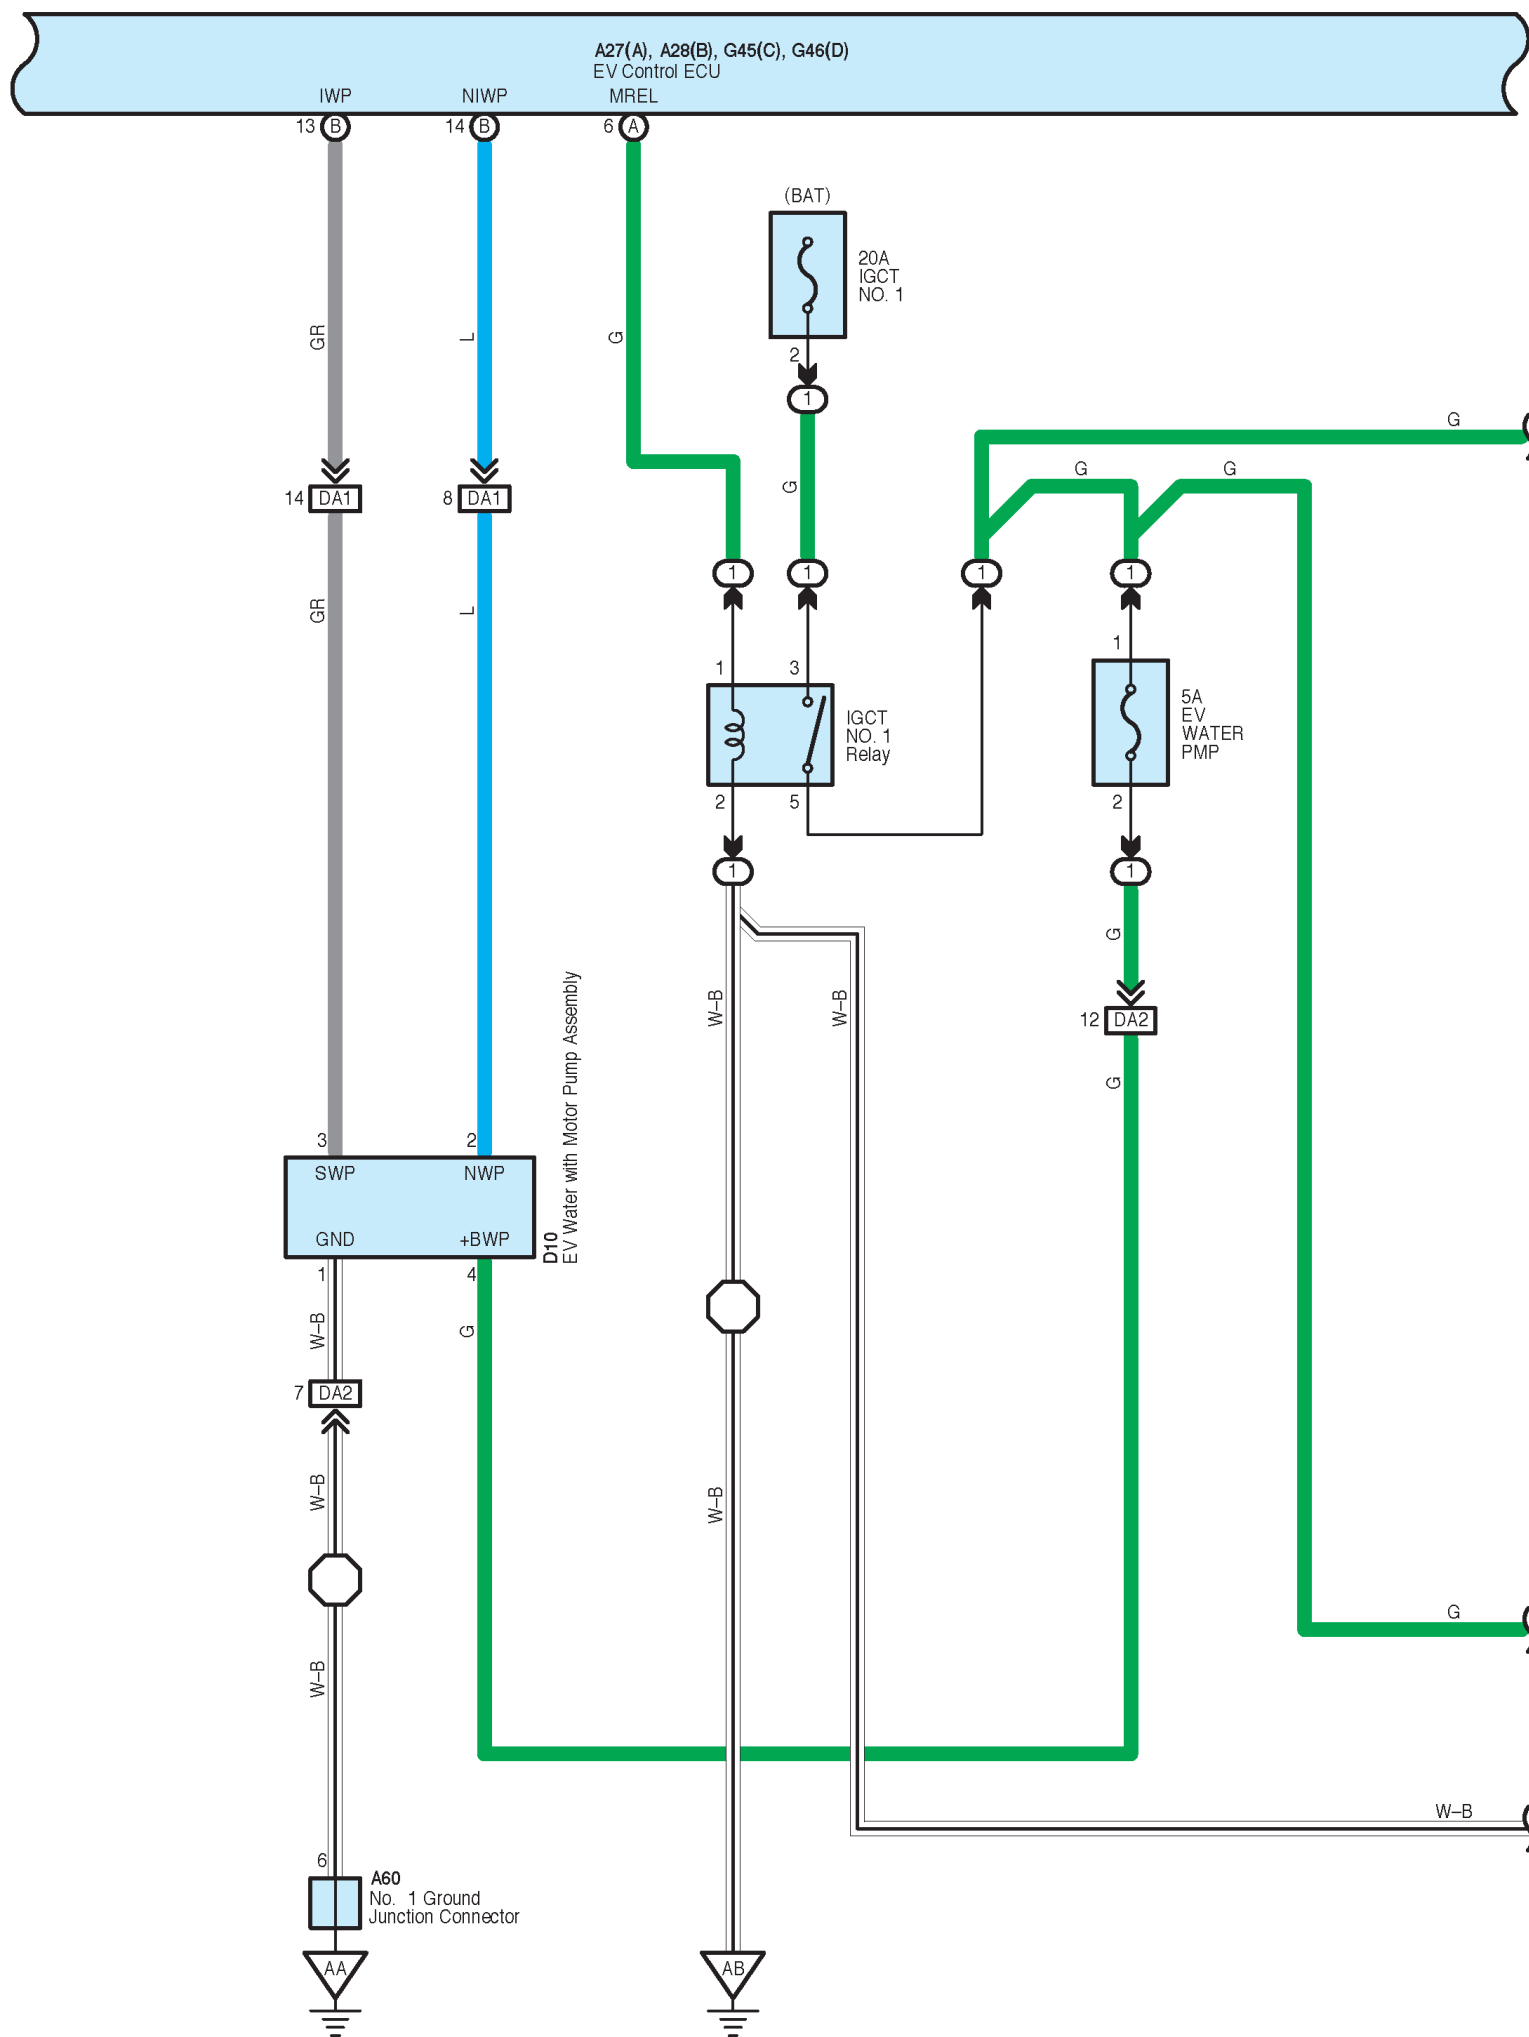 A27(A), A28(B), G45(C), G46(D)
EV Control ECU
IWP
NIWP
MREL
13 B
14 B
6 A
(BAT)
20A
IGCT
NO. 1
GR
L
G
2
1
G
G
G
G
14 DA1
8 DA1
1
1
1
1
GR
L
1
3
1
IGCT
NO. 1
Relay
5A
EV
WATER
PMP
2
5
2
1
1
G
W–B
W–B
12 DA2
G
3
2
SWP
NWP
GND
+BWP
D10
EV Water with Motor Pump Assembly
1
4
W–B
G
7 DA2
W–B
W–B
G
W–B
W–B
6
A60
No. 1 Ground
Junction Connector
AA
AB